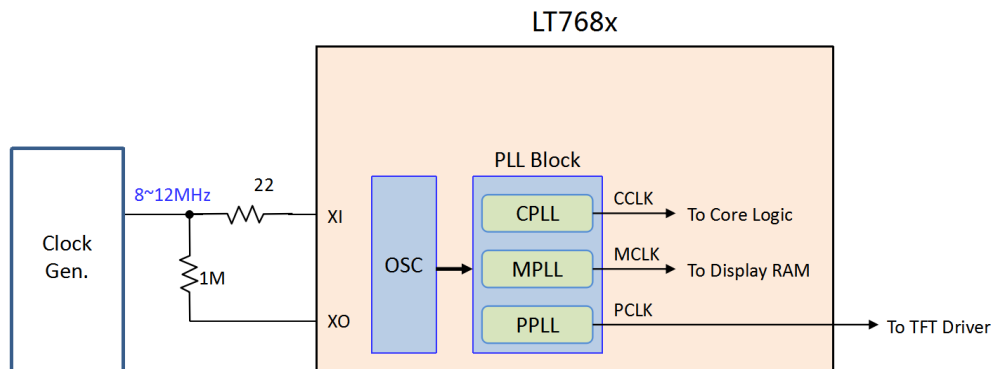 LT768x
PLL Block
8~12MHz
22
XI
CPLL
CCLK
To Core Logic
Clock
Gen.
OSC
MPLL
MCLK
To Display RAM
1M
XO
PPLL
PCLK
To TFT Driver